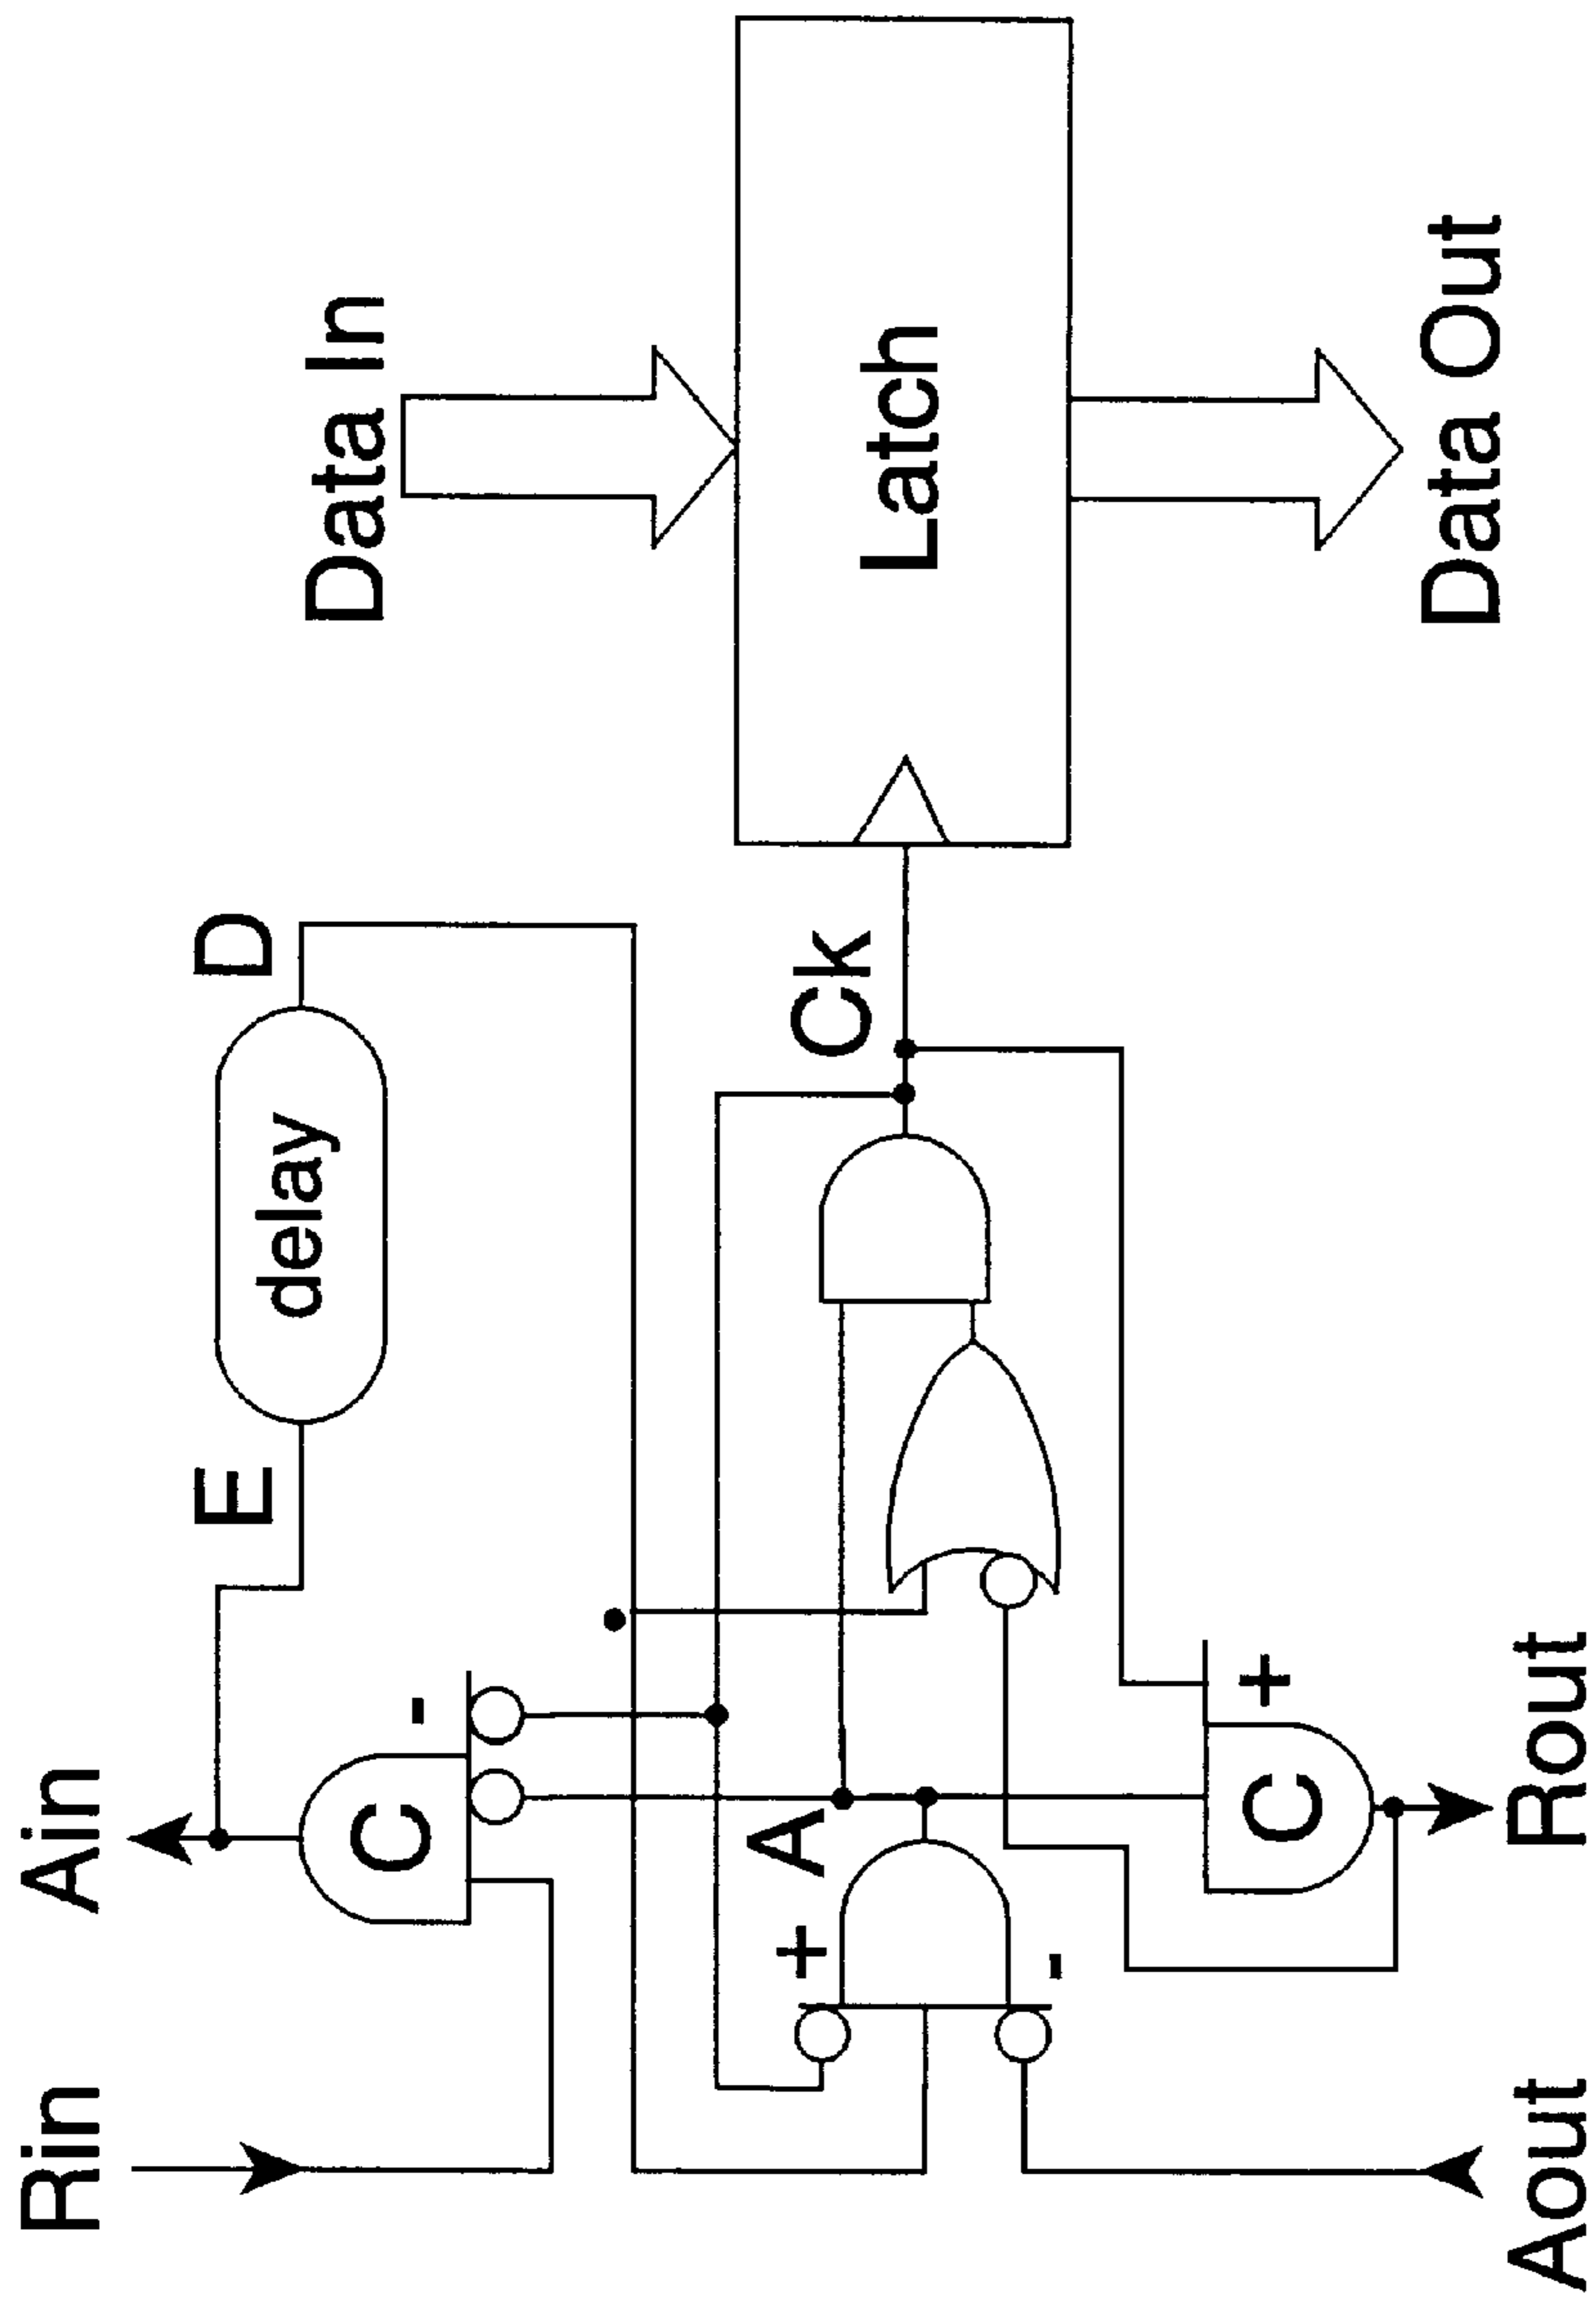 Rin
Ain
E
D
delay
Data In
C
-
A
+
Ck
Latch
-
C
+
Data Out
Aout
Rout